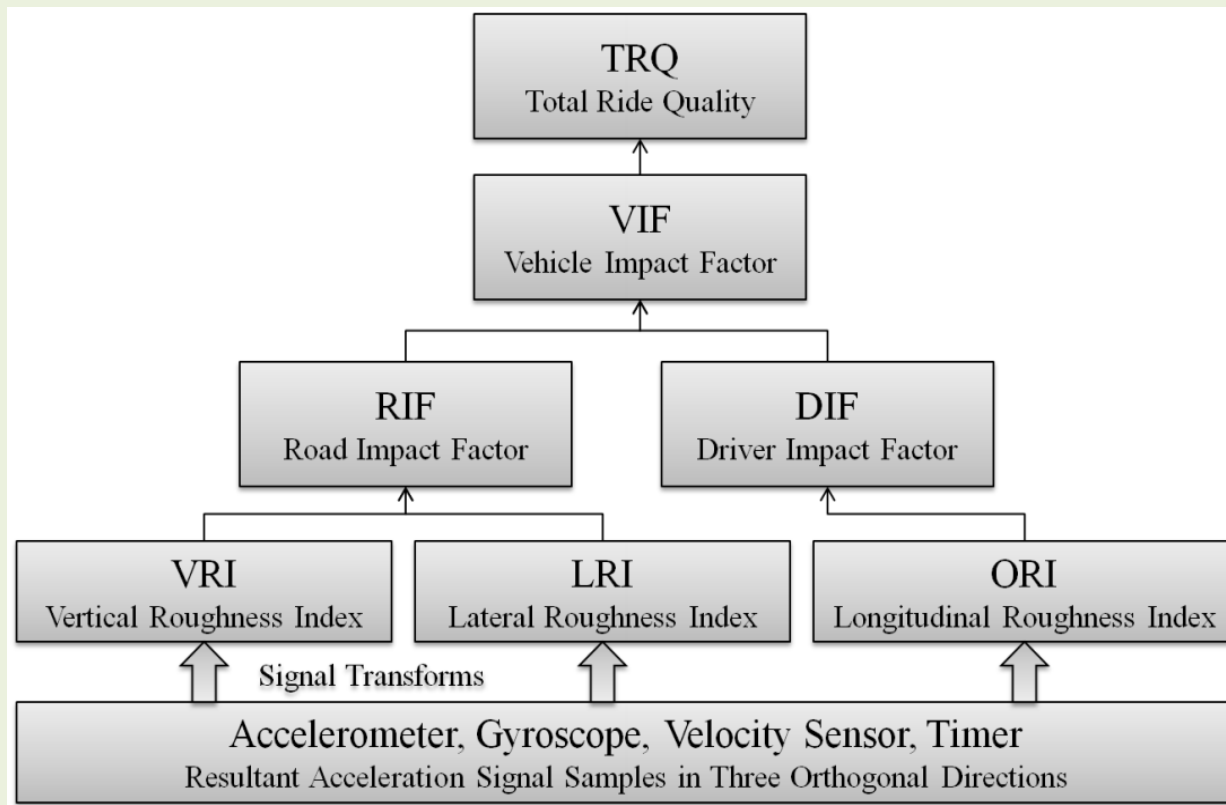 TRQ
Total Ride Quality
VIF
Vehicle Impact Factor
RIF
Road Impact Factor
DIF
Driver Impact Factor
VRI
Vertical Roughness Index
LRI
Lateral Roughness Index
ORI
Longitudinal Roughness Index
Signal Transforms
Accelerometer, Gyroscope, Velocity Sensor, Timer
Resultant Acceleration Signal Samples in Three Orthogonal Directions